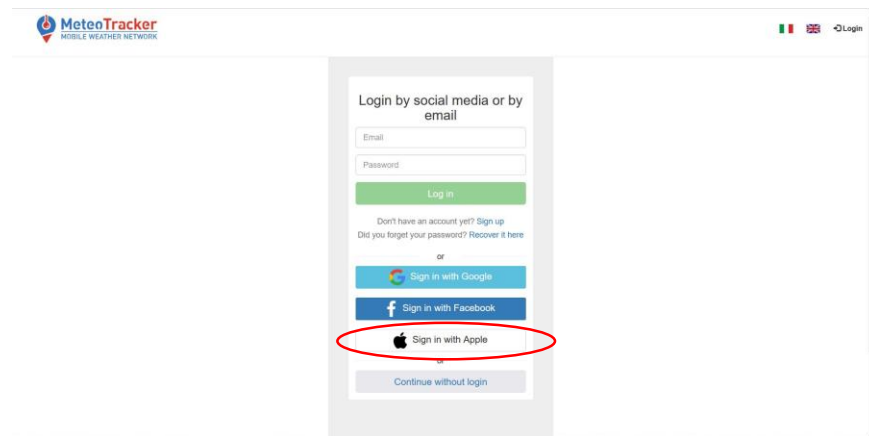 MeteoTracker
MOBILE WEATHER NETWORK
Login
Login by social media or by
email
Email
Password
Log in
Don't have an account yet? Sign up
Did you forget your password? Recover it here
or
Sign in with Google
Sign in with Facebook
Sign in with Apple
or
Continue without login